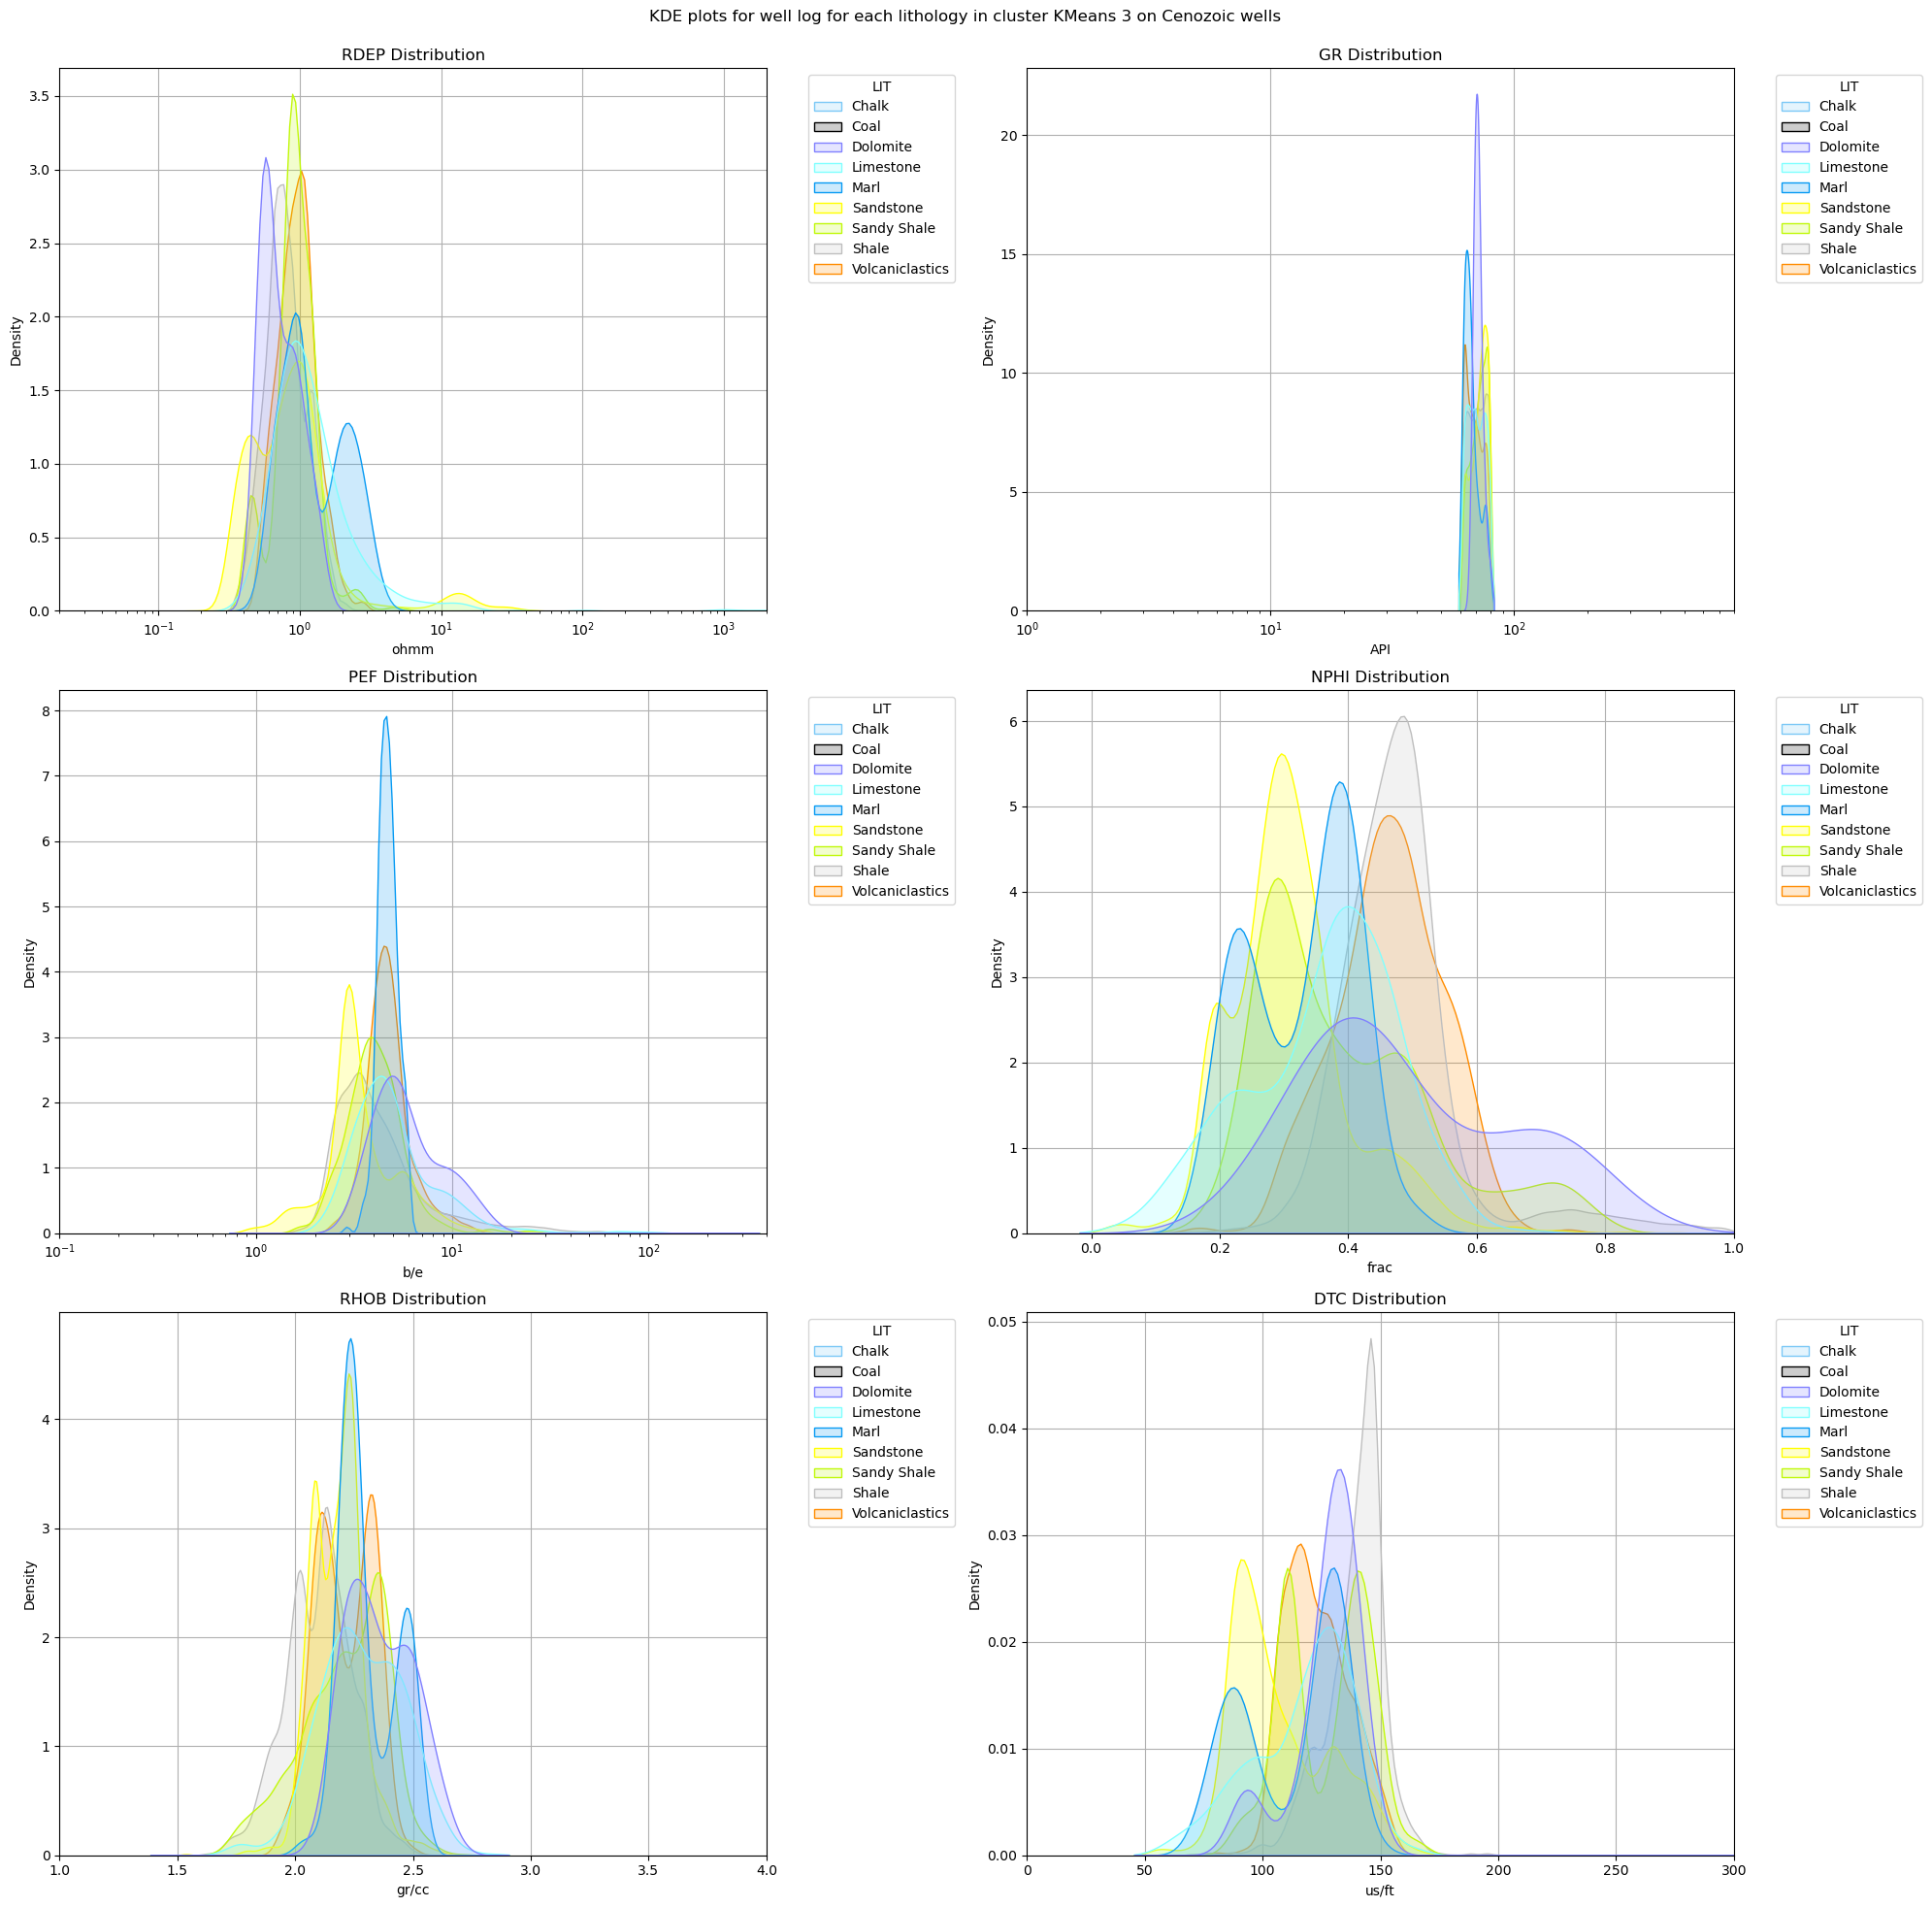 KDE plots for well log for each lithology in cluster KMeans 3 on Cenozoic wells
RDEP Distribution
Density
3.5
3.0
2.5
2.0
1.5
1.0
0.5
0.0
10⁻¹
10⁰
10¹
10²
10³
ohmm
LIT
Chalk
Coal
Dolomite
Limestone
Marl
Sandstone
Sandy Shale
Shale
Volcaniclastics
GR Distribution
Density
20
15
10
5
0
10⁰
10¹
10²
API
LIT
Chalk
Coal
Dolomite
Limestone
Marl
Sandstone
Sandy Shale
Shale
Volcaniclastics
PEF Distribution
Density
8
7
6
5
4
3
2
1
0
10⁻¹
10⁰
10¹
10²
b/e
LIT
Chalk
Coal
Dolomite
Limestone
Marl
Sandstone
Sandy Shale
Shale
Volcaniclastics
NPHI Distribution
Density
6
5
4
3
2
1
0
0.0
0.2
0.4
0.6
0.8
1.0
frac
LIT
Chalk
Coal
Dolomite
Limestone
Marl
Sandstone
Sandy Shale
Shale
Volcaniclastics
RHOB Distribution
Density
4
3
2
1
0
1.0
1.5
2.0
2.5
3.0
3.5
4.0
gr/cc
LIT
Chalk
Coal
Dolomite
Limestone
Marl
Sandstone
Sandy Shale
Shale
Volcaniclastics
DTC Distribution
Density
0.05
0.04
0.03
0.02
0.01
0.00
0
50
100
150
200
250
300
us/ft
LIT
Chalk
Coal
Dolomite
Limestone
Marl
Sandstone
Sandy Shale
Shale
Volcaniclastics